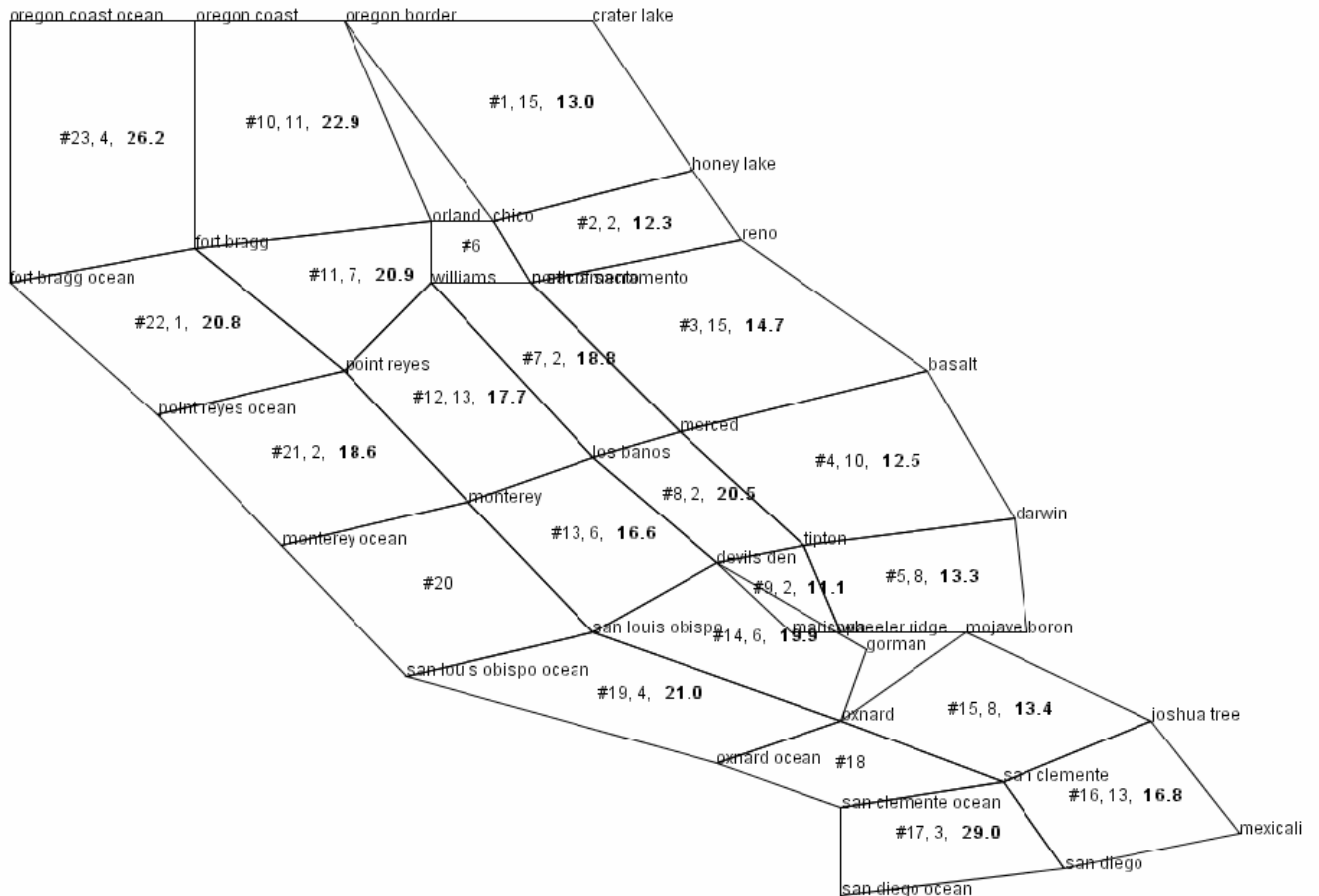 oregon coast ocean oregon coast oregon border crater lake
#1, 15, 13.0
#10, 11, 22.9
#23, 4, 26.2
honey lake
orland chico
#2, 2, 12.3
reno
fort bragg
#6
#11, 7, 20.9
fort bragg ocean
williams
sacramento
#22, 1, 20.8
#3, 15, 14.7
#7, 2, 18.8
point reyes
basalt
#12, 13, 17.7
point reyes ocean
merced
#21, 2, 18.6
los banos
#4, 10, 12.5
monterey
#8, 2, 20.5
darwin
#13, 6, 16.6
monterey ocean
tipton
devils den
#20
#9, 2, 11.1
#5, 8, 13.3
san louis obispo
wheeler ridge
mojave boron
#14, 6, 19.9
gorman
san lou s obispo ocean
#19, 4, 21.0
#15, 8, 13.4
oxnard
joshua tree
oxnard ocean
#18
san clemente
#16, 13, 16.8
san clemente ocean
#17, 3, 29.0
mexicali
san diego
san diego ocean